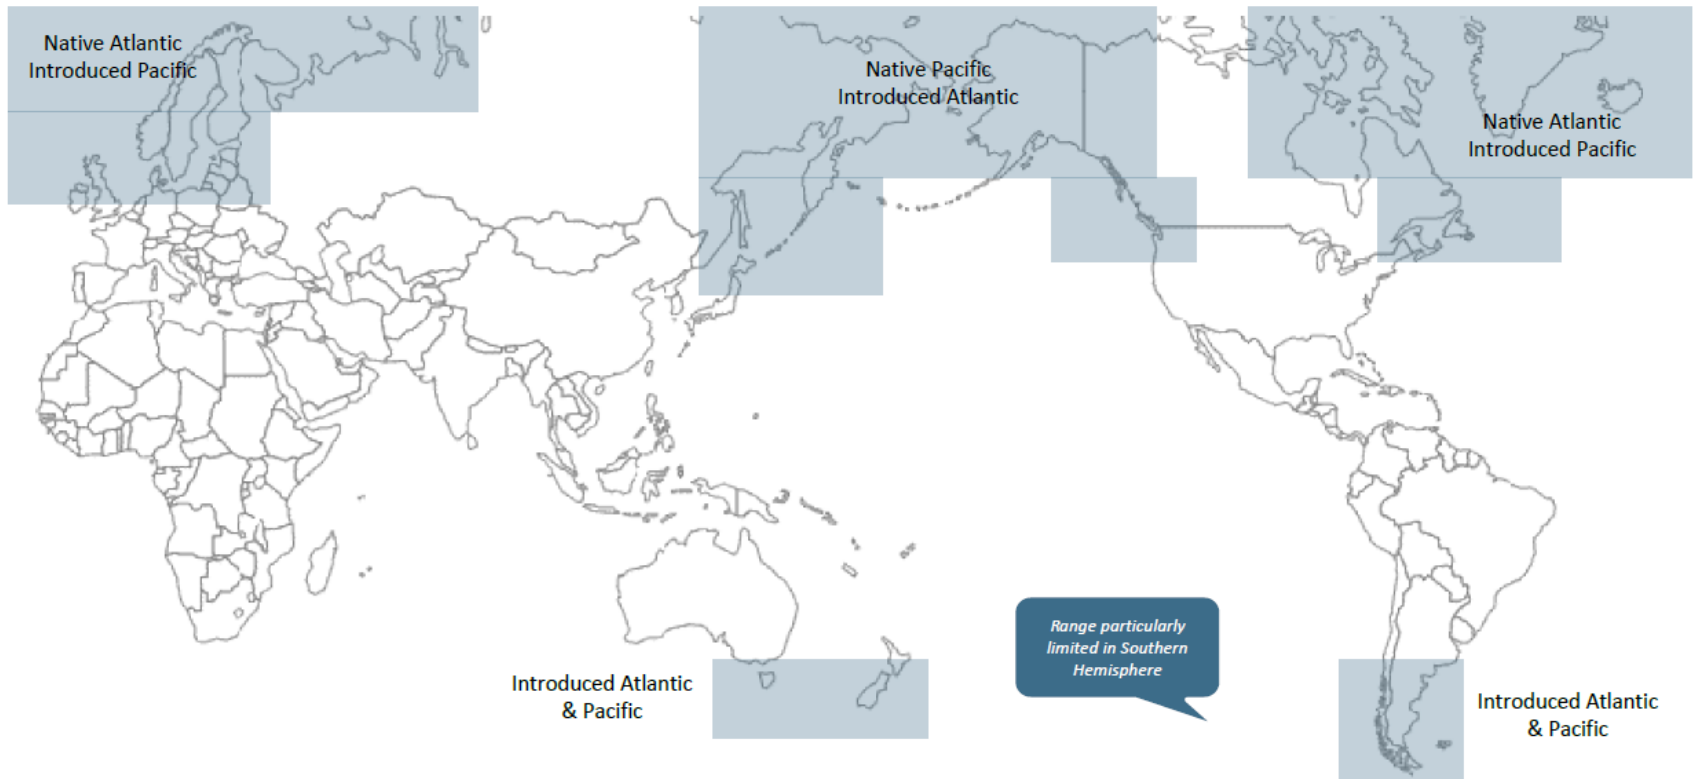 Native Atlantic
Introduced Pacific
Native Pacific
Introduced Atlantic
Native Atlantic
Introduced Pacific
Range particularly
limited in Southern
Hemisphere
Introduced Atlantic
& Pacific
Introduced Atlantic
& Pacific